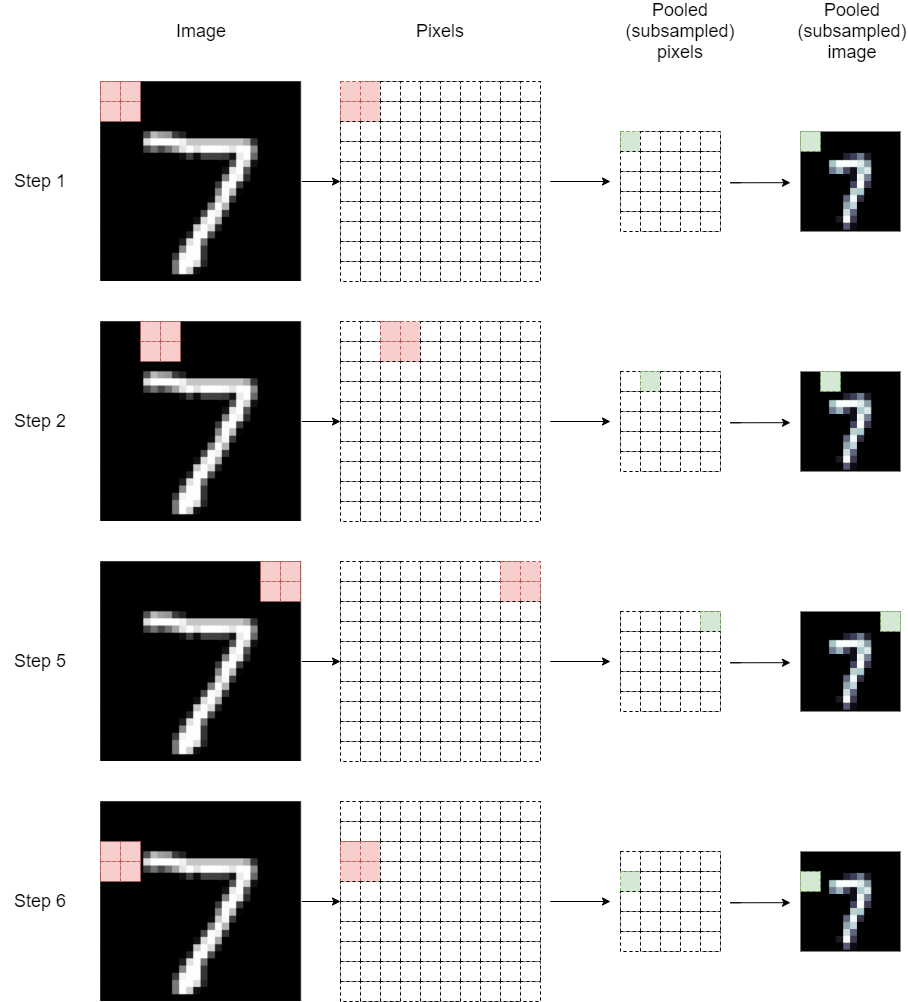 Image
Pixels
Pooled
(subsampled)
pixels
Pooled
(subsampled)
image
Step 1
Step 2
Step 5
Step 6